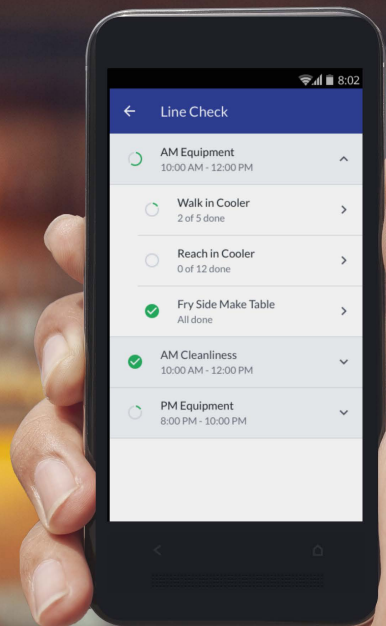 8:02
Line Check
AM Equipment
10:00 AM - 12:00 PM
Walk in Cooler
2 of 5 done
Reach in Cooler
0 of 12 done
Fry Side Make Table
All done
AM Cleanliness
10:00 AM - 12:00 PM
PM Equipment
8:00 PM - 10:00 PM